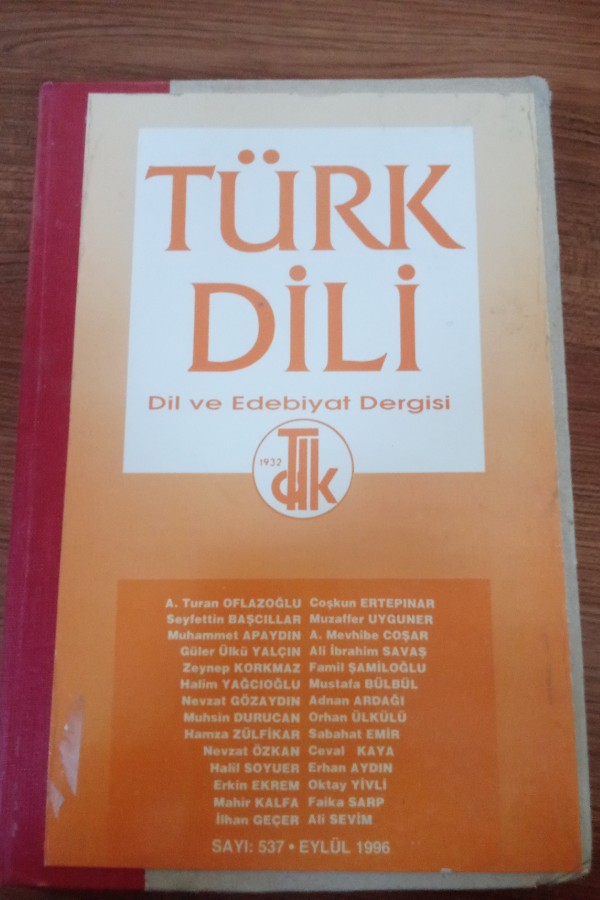 TÜRK
DİLİ
Dil ve Edebiyat Dergisi
1932
tdk
A. Turan OFLAZOĞLU Coşkun ERTEPINAR
Seyfettin BAŞCILLAR Muzaffer UYGUNER
Muhammet APAYDIN A. Mevhibe COŞAR
Güler Ülkü YALÇIN Ali İbrahim SAVAŞ
Zeynep KORKMAZ Famil ŞAMİLOĞLU
Halim YAĞCIOĞLU Mustafa BÜLBÜL
Nevzat GÖZAYDIN Adnan ARDAĞI
Muhsin DURUCAN Orhan ÜLKÜLÜ
Hamza ZÜLFİKAR Sabahat EMİR
Nevzat ÖZKAN Ceval KAYA
Halil SOYUER Erhan AYDIN
Erkin EKREM Oktay YİVLİ
Mahir KALFA Faika SARP
İlhan GEÇER Ali SEVİM
SAYI: 537 • EYLÜL 1996